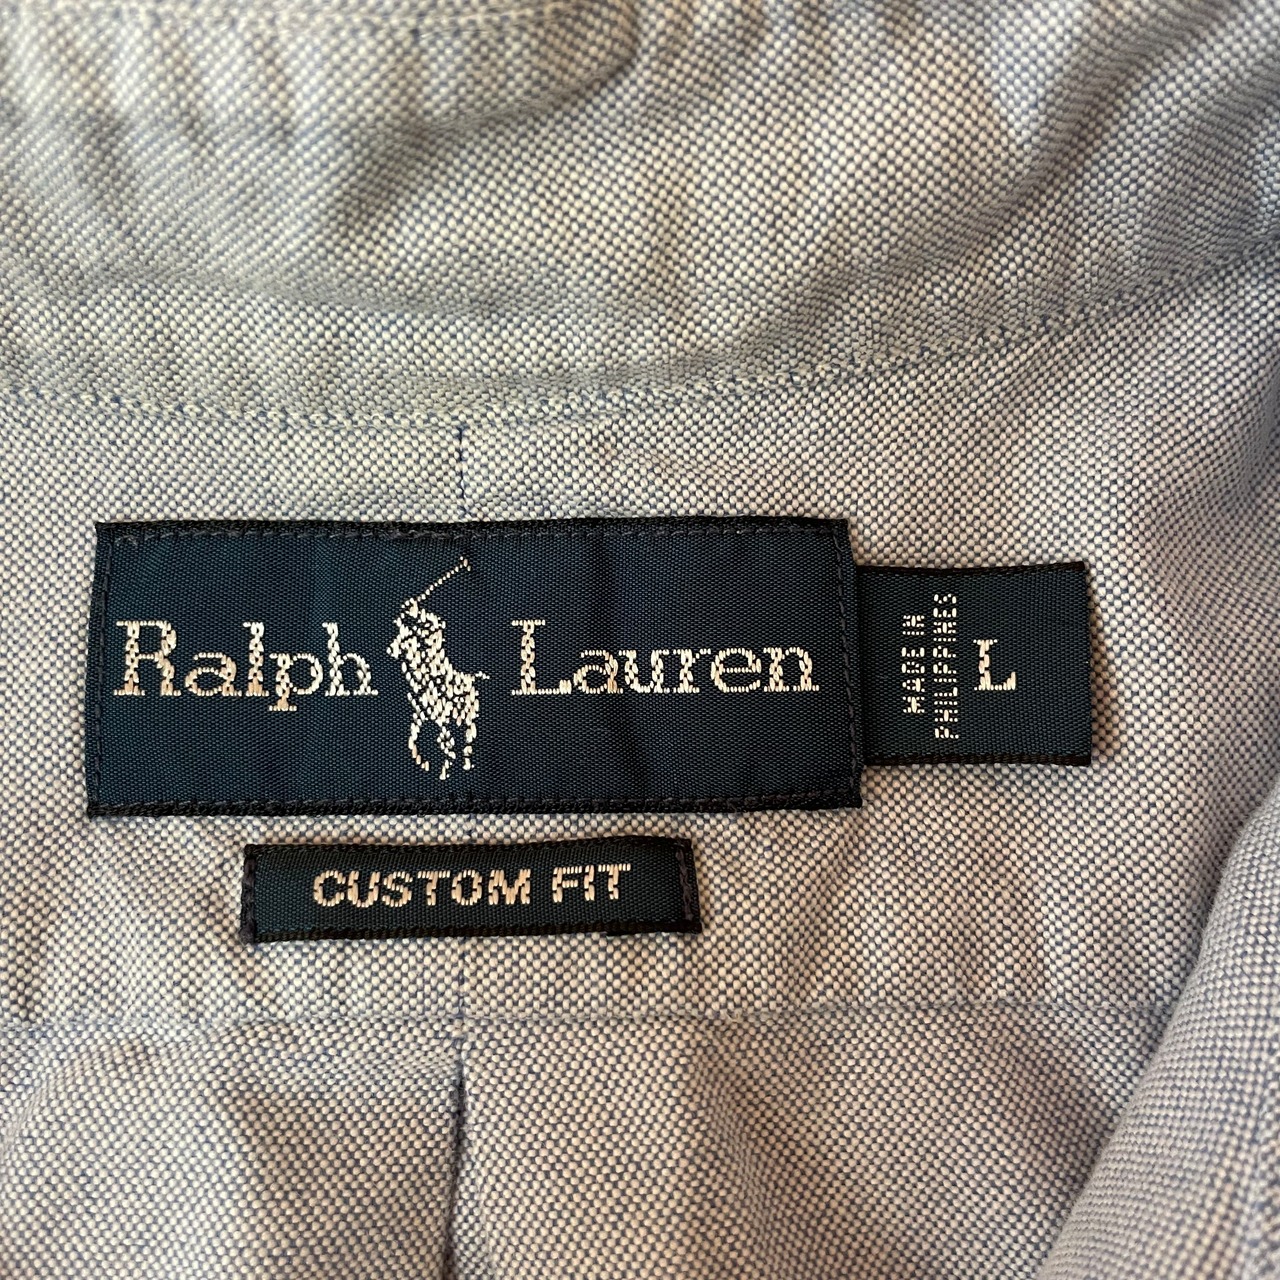 Ralph Lauren
MADE IN
PHILIPPINES
L
CUSTOM FIT